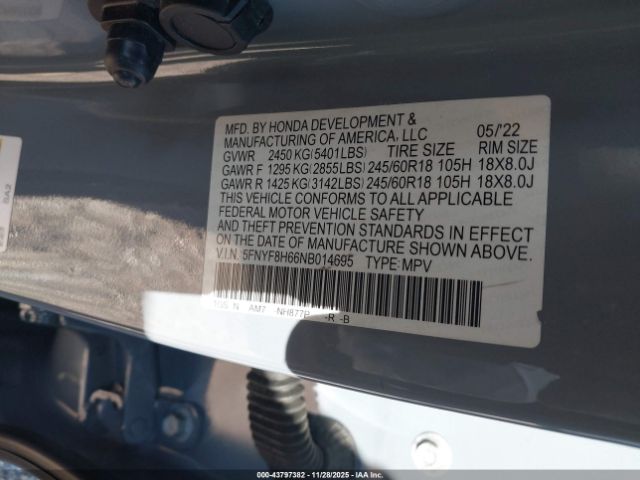 MFD. BY HONDA DEVELOPMENT &
MANUFACTURING OF AMERICA, LLC 05/'22
GVWR 2450 KG(5401LBS) TIRE SIZE RIM SIZE
GAWR F 1295 KG(2855LBS) 245/60R18 105H 18X8.0J
GAWR R 1425 KG(3142LBS) 245/60R18 105H 18X8.0J
THIS VEHICLE CONFORMS TO ALL APPLICABLE
FEDERAL MOTOR VEHICLE SAFETY
AND THEFT PREVENTION STANDARDS IN EFFECT
ON THE DATE OF MANUFACTURE SHOWN ABOVE.
V.I.N. 5FNYF8H66NB014695 TYPE:MPV
N AM7 -NH877P -R -B
8A2
000-43797382 | 11/28/2025 | IAA Inc.